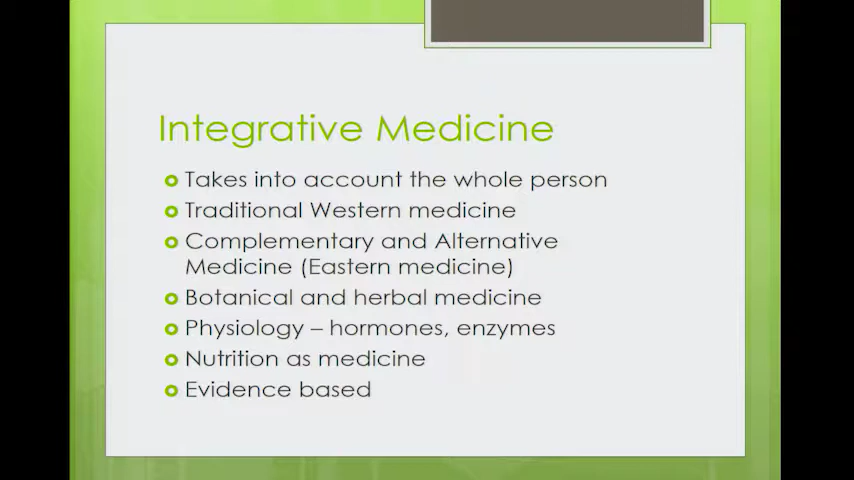 Integrative Medicine
Takes into account the whole person
Traditional Western medicine
Complementary and Alternative
Medicine (Eastern medicine)
Botanical and herbal medicine
Physiology – hormones, enzymes
Nutrition as medicine
Evidence based